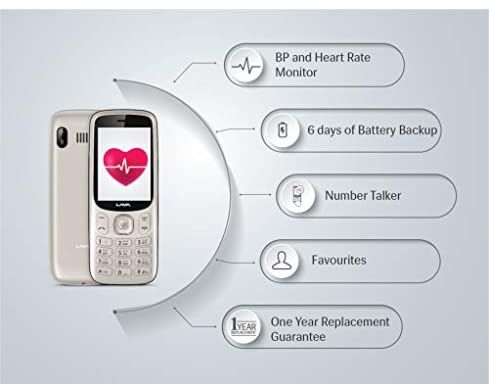 BP and Heart Rate
Monitor
6 days of Battery Backup
Number Talker
LAVA
Favourites
1 YEAR
REPLACEMENT
One Year Replacement
Guarantee